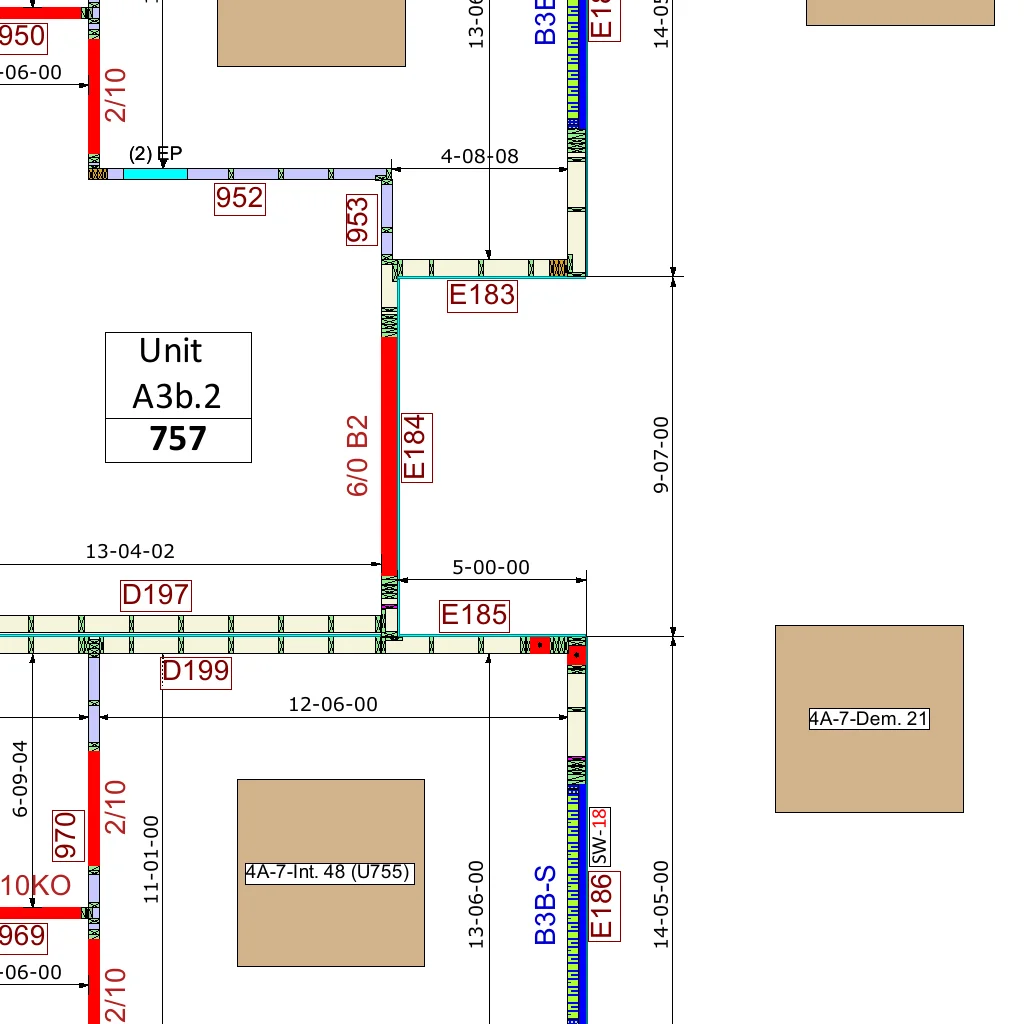 950
-06-00
2/10
(2) EP
952
953
4-08-08
13-06
B3B
E18
14-05
E183
Unit
A3b.2
757
6/0 B2
E184
9-07-00
13-04-02
5-00-00
D197
E185
D199
12-06-00
6-09-04
970
2/10
11-01-00
4A-7-Int. 48 (U755)
13-06-00
B3B-S
SW-18
E186
14-05-00
4A-7-Dem. 21
10KO
969
-06-00
2/10